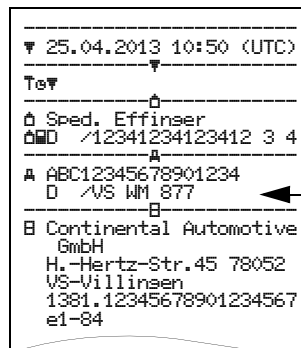 ▼ 25.04.2013 10:50 (UTC)
Sped. Effinger
D /12341234123412 3 4
ABC12345678901234
D /VS WM 877
Continental Automotive
GmbH
H.-Hertz-Str.45 78052
VS-Villingen
1381.12345678901234567
e1-84